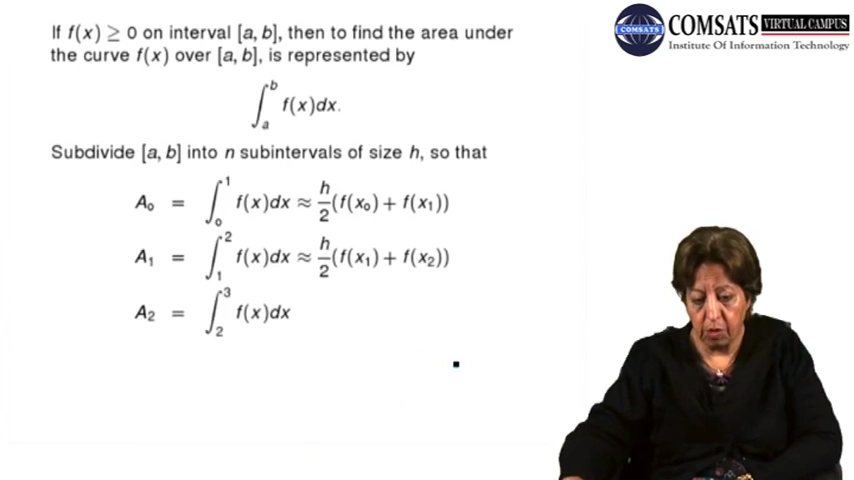 If f(x) ≥ 0 on interval [a, b], then to find the area under
the curve f(x) over [a, b], is represented by
∫_a^b f(x)dx.
Subdivide [a, b] into n subintervals of size h, so that
A₀ = ∫_0^1 f(x)dx ≈ h/2 (f(x₀) + f(x₁))
A₁ = ∫_1^2 f(x)dx ≈ h/2 (f(x₁) + f(x₂))
A₂ = ∫_2^3 f(x)dx
COMSATS
COMSATS VIRTUAL CAMPUS
Institute Of Information Technology